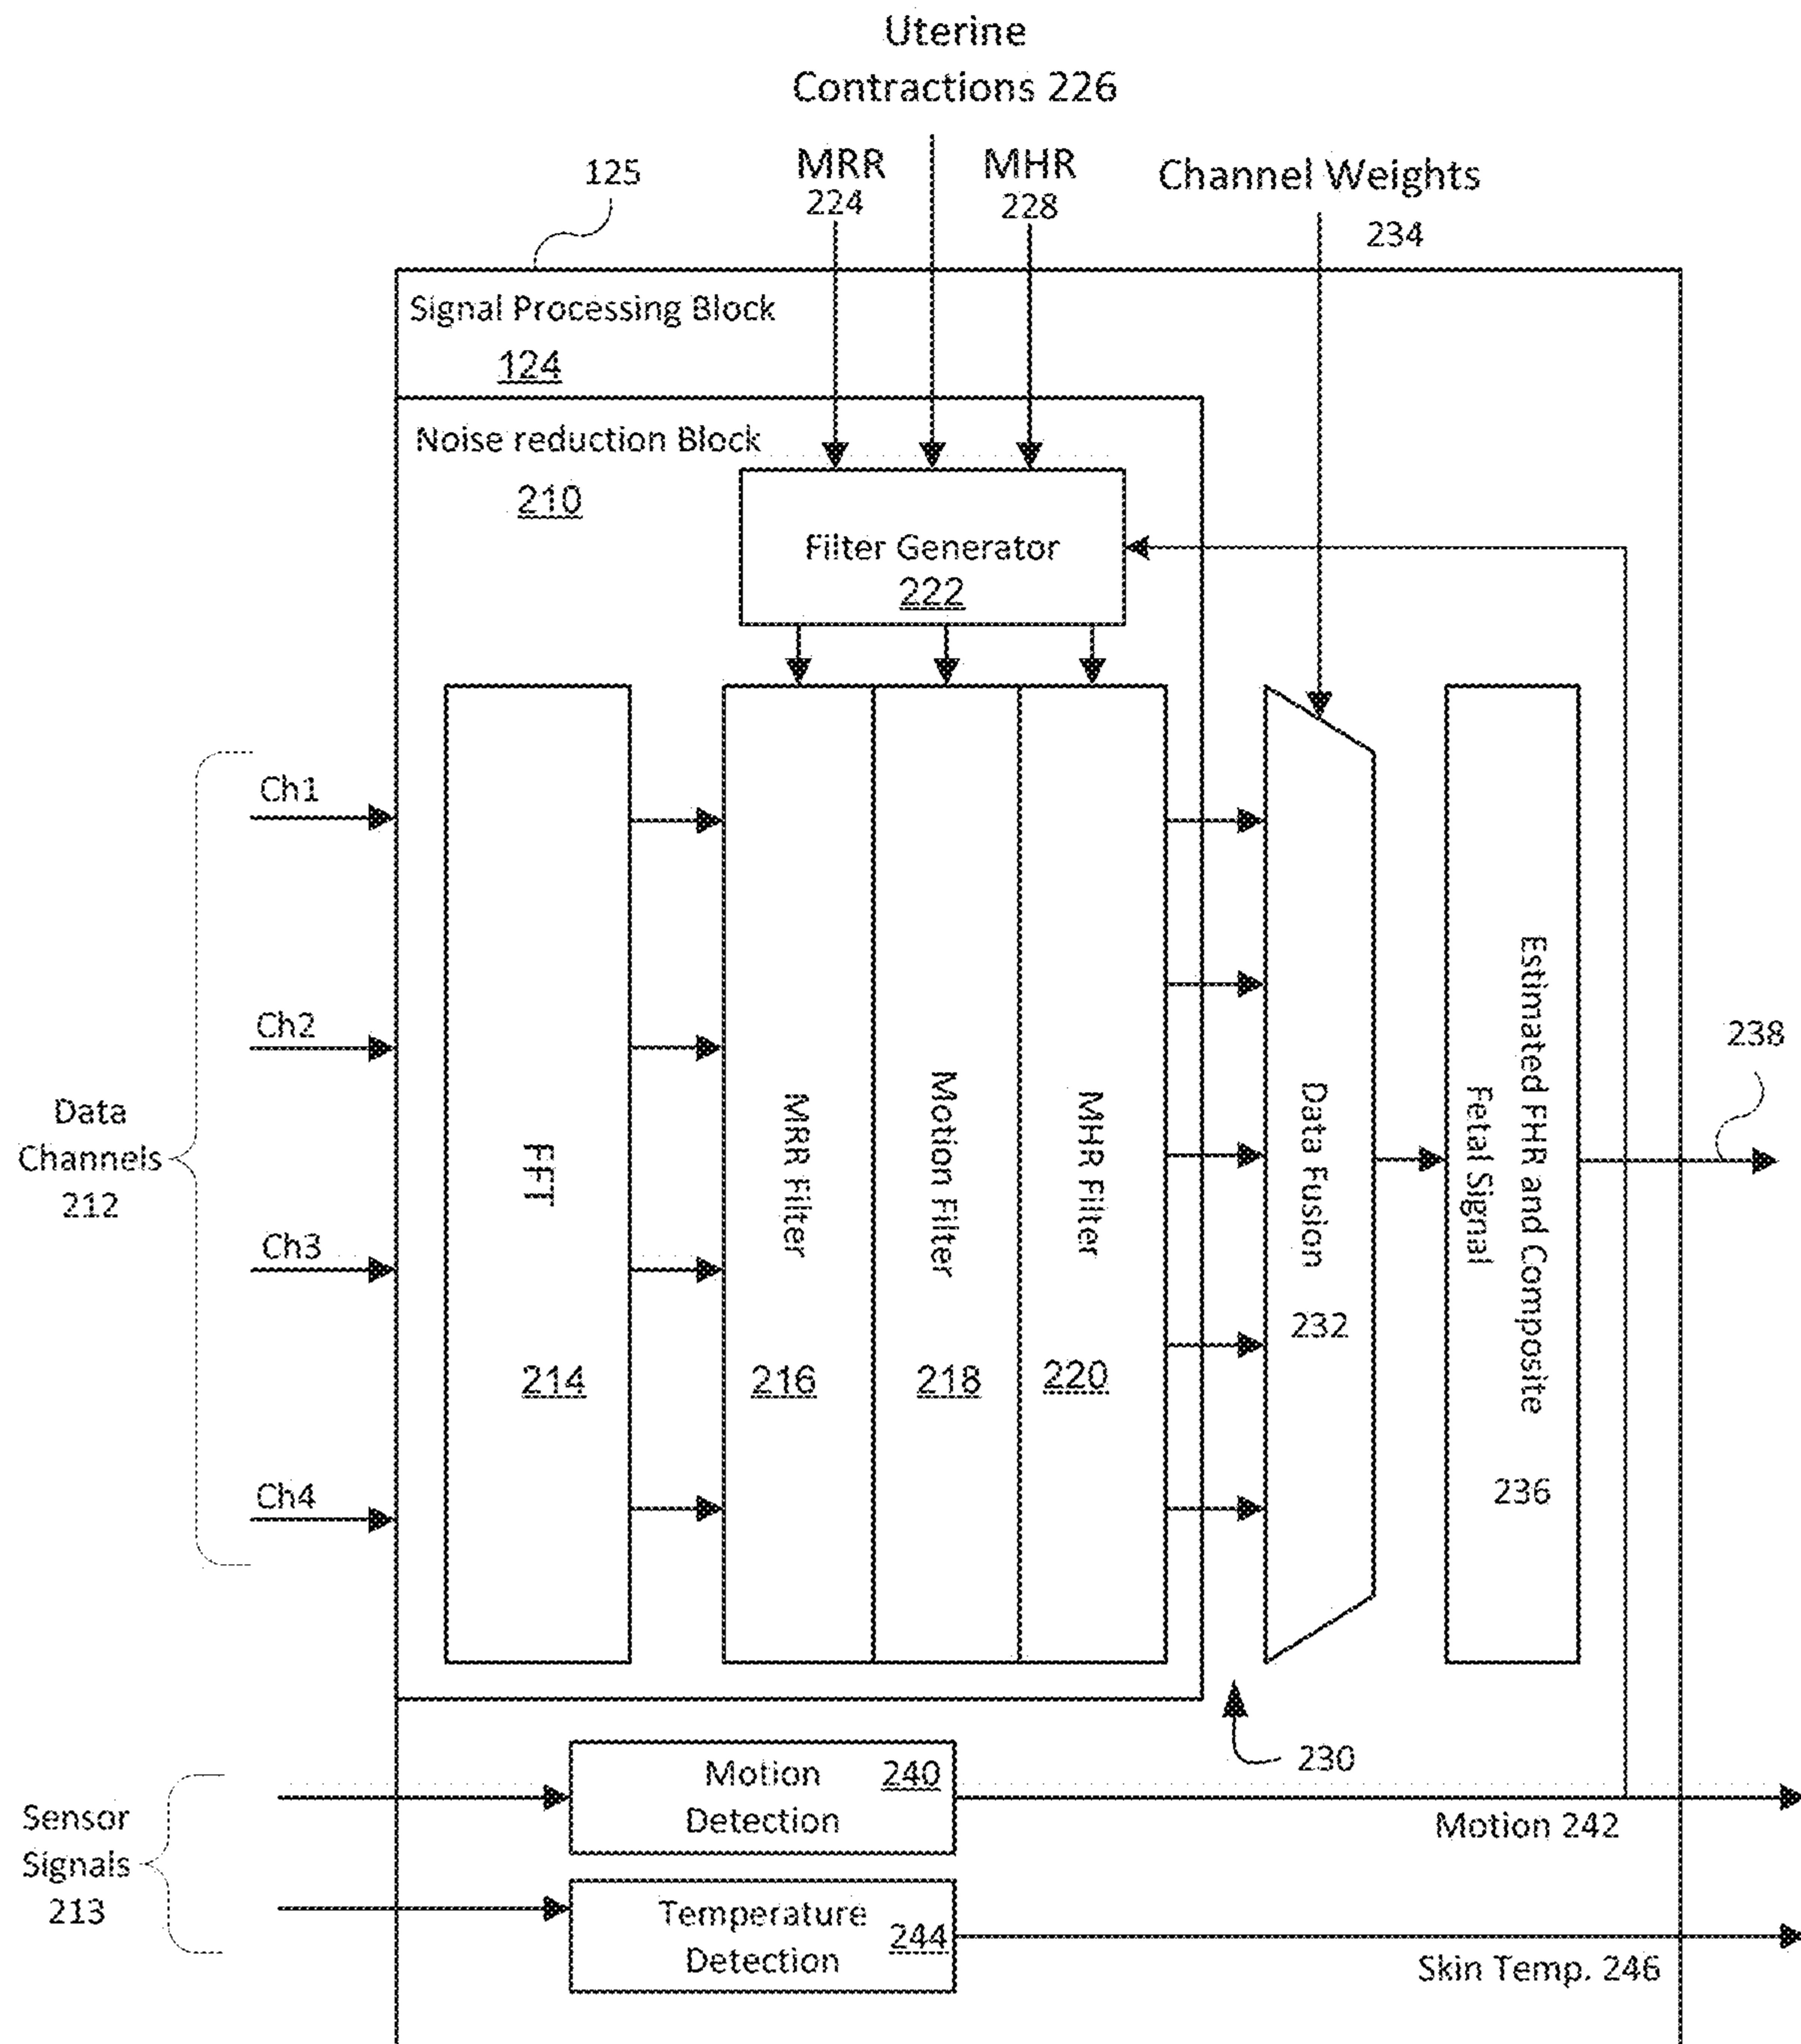 Uterine
Contractions 226
MRR
224
MHR
228
Channel Weights
234
125
Signal Processing Block
124
Noise reduction Block
210
Filter Generator
222
Data
Channels
212
Ch1
Ch2
Ch3
Ch4
FFT
214
MRR Filter
216
Motion Filter
218
MHR Filter
220
Data Fusion
232
Estimated FHR and Composite
Fetal Signal
236
238
230
Sensor
Signals
213
Motion
Detection
240
Motion 242
Temperature
Detection
244
Skin Temp. 246